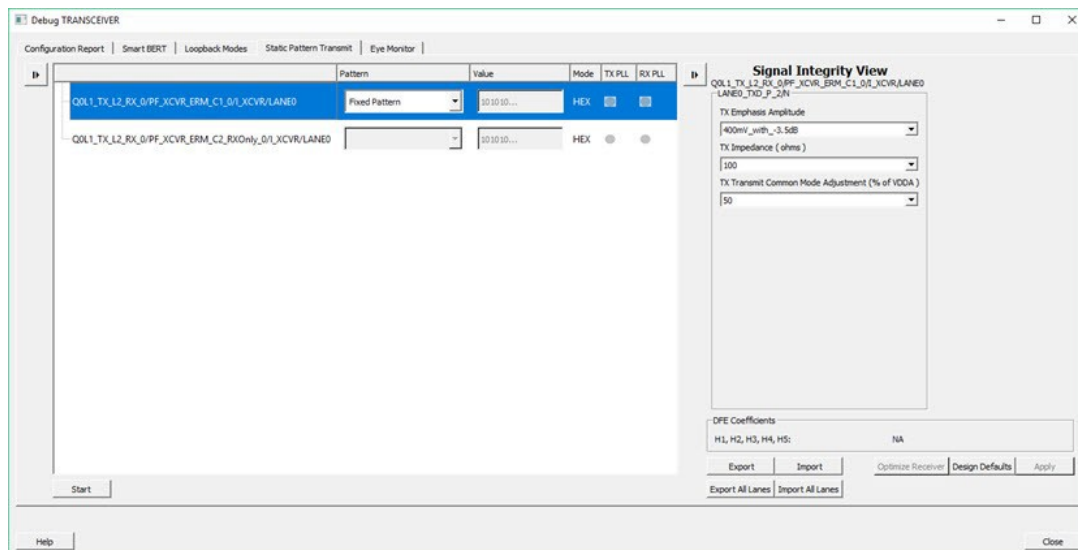 Debug TRANSCEIVER
Configuration Report | Smart BERT | Loopback Modes | Static Pattern Transmit | Eye Monitor
Pattern Value Mode TX PLL RX PLL
Q0L1_TX_L2_RX_0/PF_XCVR_ERM_C1_0/I_XCVR/LANE0 Fixed Pattern 101010... HEX
Q0L1_TX_L2_RX_0/PF_XCVR_ERM_C2_RXOnly_0/I_XCVR/LANE0 101010... HEX
Start
Signal Integrity View
Q0L1_TX_L2_RX_0/PF_XCVR_ERM_C1_0/I_XCVR/LANE0
LANE0_TXD_P_2/N
TX Emphasis Amplitude
400mV_with_-3.5dB
TX Impedance ( ohms )
100
TX Transmit Common Mode Adjustment (% of VDDA )
50
DFE Coefficients
H1, H2, H3, H4, H5: NA
Export Import Optimize Receiver Design Defaults Apply
Export All Lanes Import All Lanes
Help Close